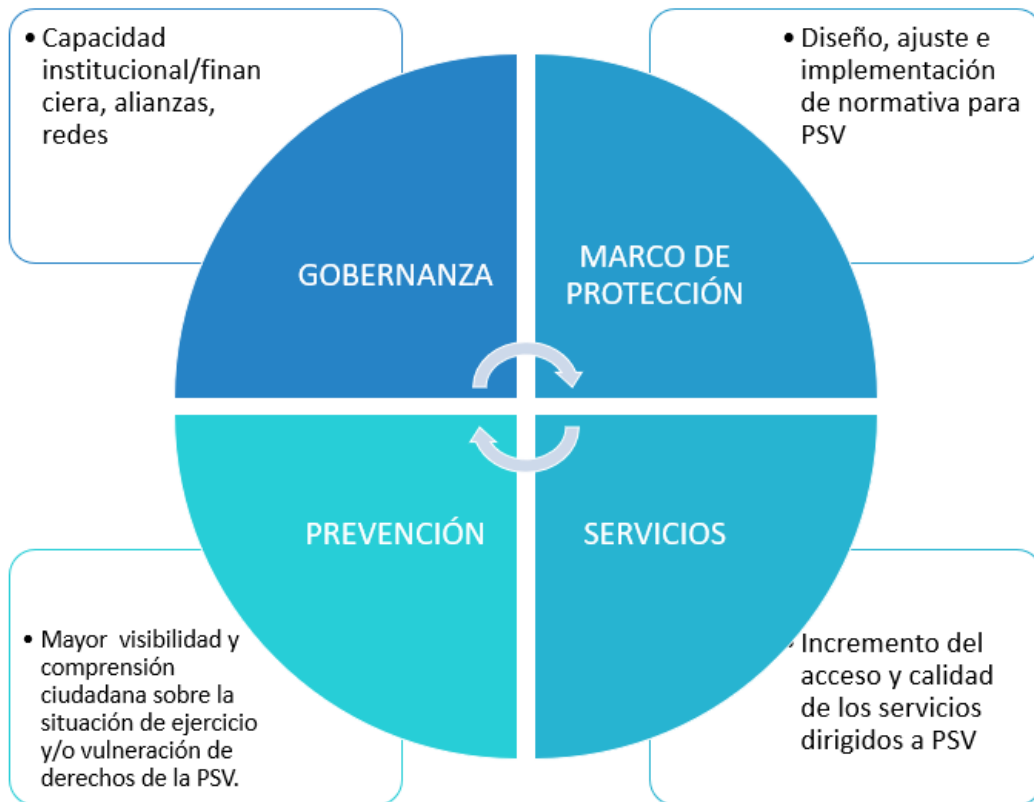 • Capacidad
institucional/finan
ciera, alianzas,
redes
• Diseño, ajuste e
implementación
de normativa para
PSV
GOBERNANZA
MARCO DE
PROTECCIÓN
PREVENCIÓN
SERVICIOS
• Mayor visibilidad y
comprensión
ciudadana sobre la
situación de ejercicio
y/o vulneración de
derechos de la PSV.
• Incremento del
acceso y calidad
de los servicios
dirigidos a PSV